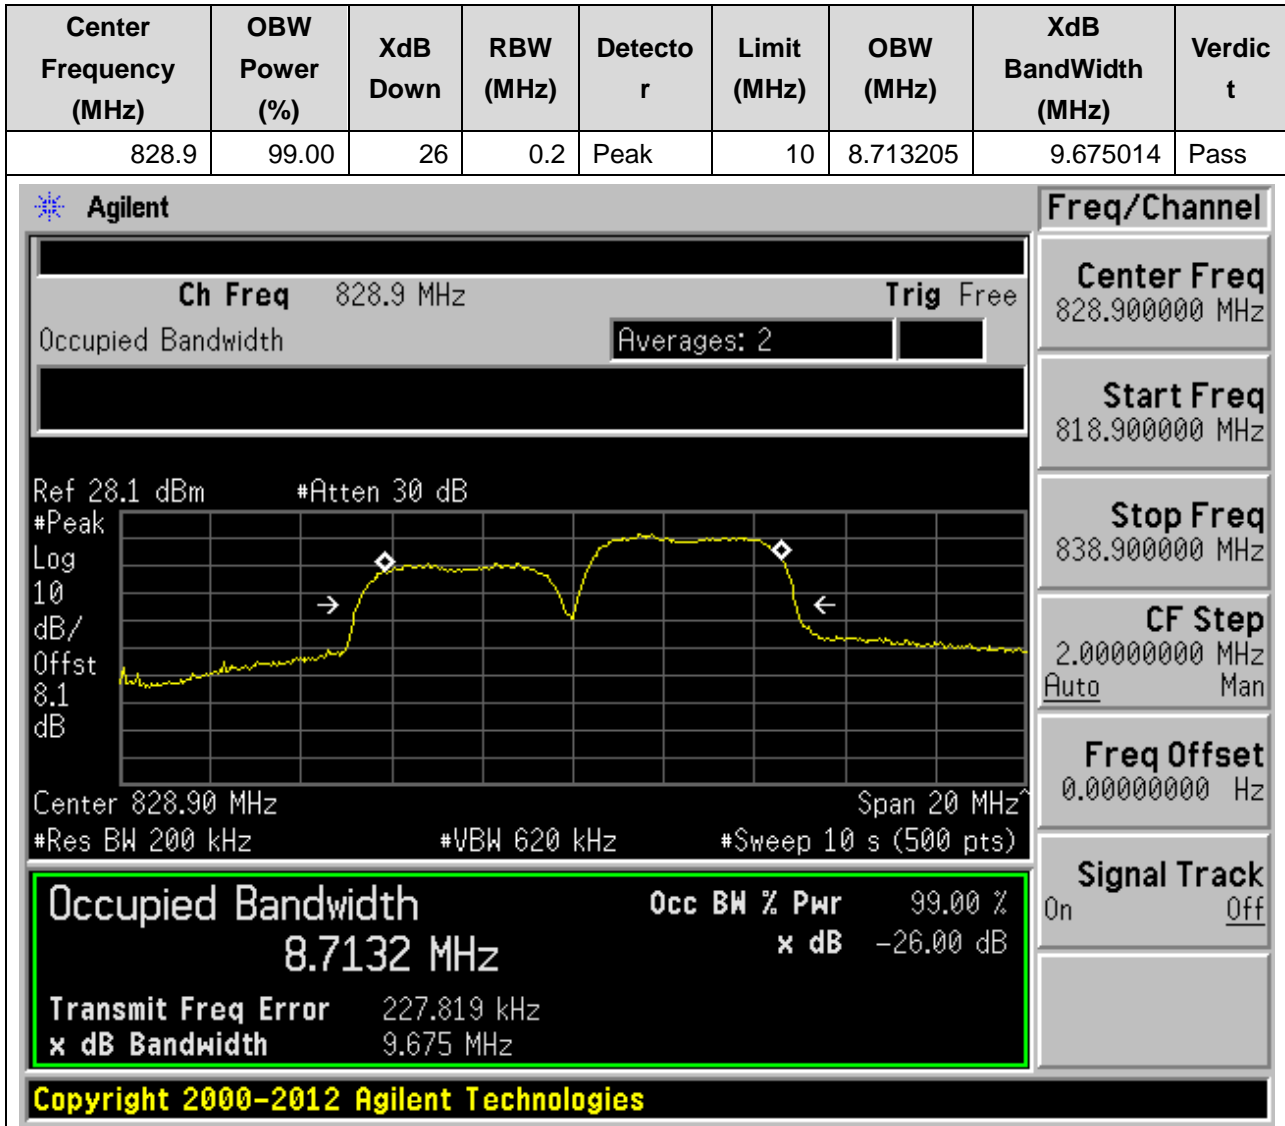 Center Frequency (MHz) OBW Power (%) XdB Down RBW (MHz) Detecto r Limit (MHz) OBW (MHz) XdB BandWidth (MHz) Verdic t
828.9 99.00 26 0.2 Peak 10 8.713205 9.675014 Pass
Agilent
Freq/Channel
Ch Freq 828.9 MHz Trig Free
Occupied Bandwidth Averages: 2
Ref 28.1 dBm #Atten 30 dB
#Peak
Log
10
dB/
Offst
8.1
dB
Center 828.90 MHz Span 20 MHz^
#Res BW 200 kHz #VBW 620 kHz #Sweep 10 s (500 pts)
Occupied Bandwidth Occ BW % Pwr 99.00 %
8.7132 MHz x dB -26.00 dB
Transmit Freq Error 227.819 kHz
x dB Bandwidth 9.675 MHz
Center Freq
828.900000 MHz
Start Freq
818.900000 MHz
Stop Freq
838.900000 MHz
CF Step
2.00000000 MHz
Auto Man
Freq Offset
0.00000000 Hz
Signal Track
On Off
Copyright 2000-2012 Agilent Technologies